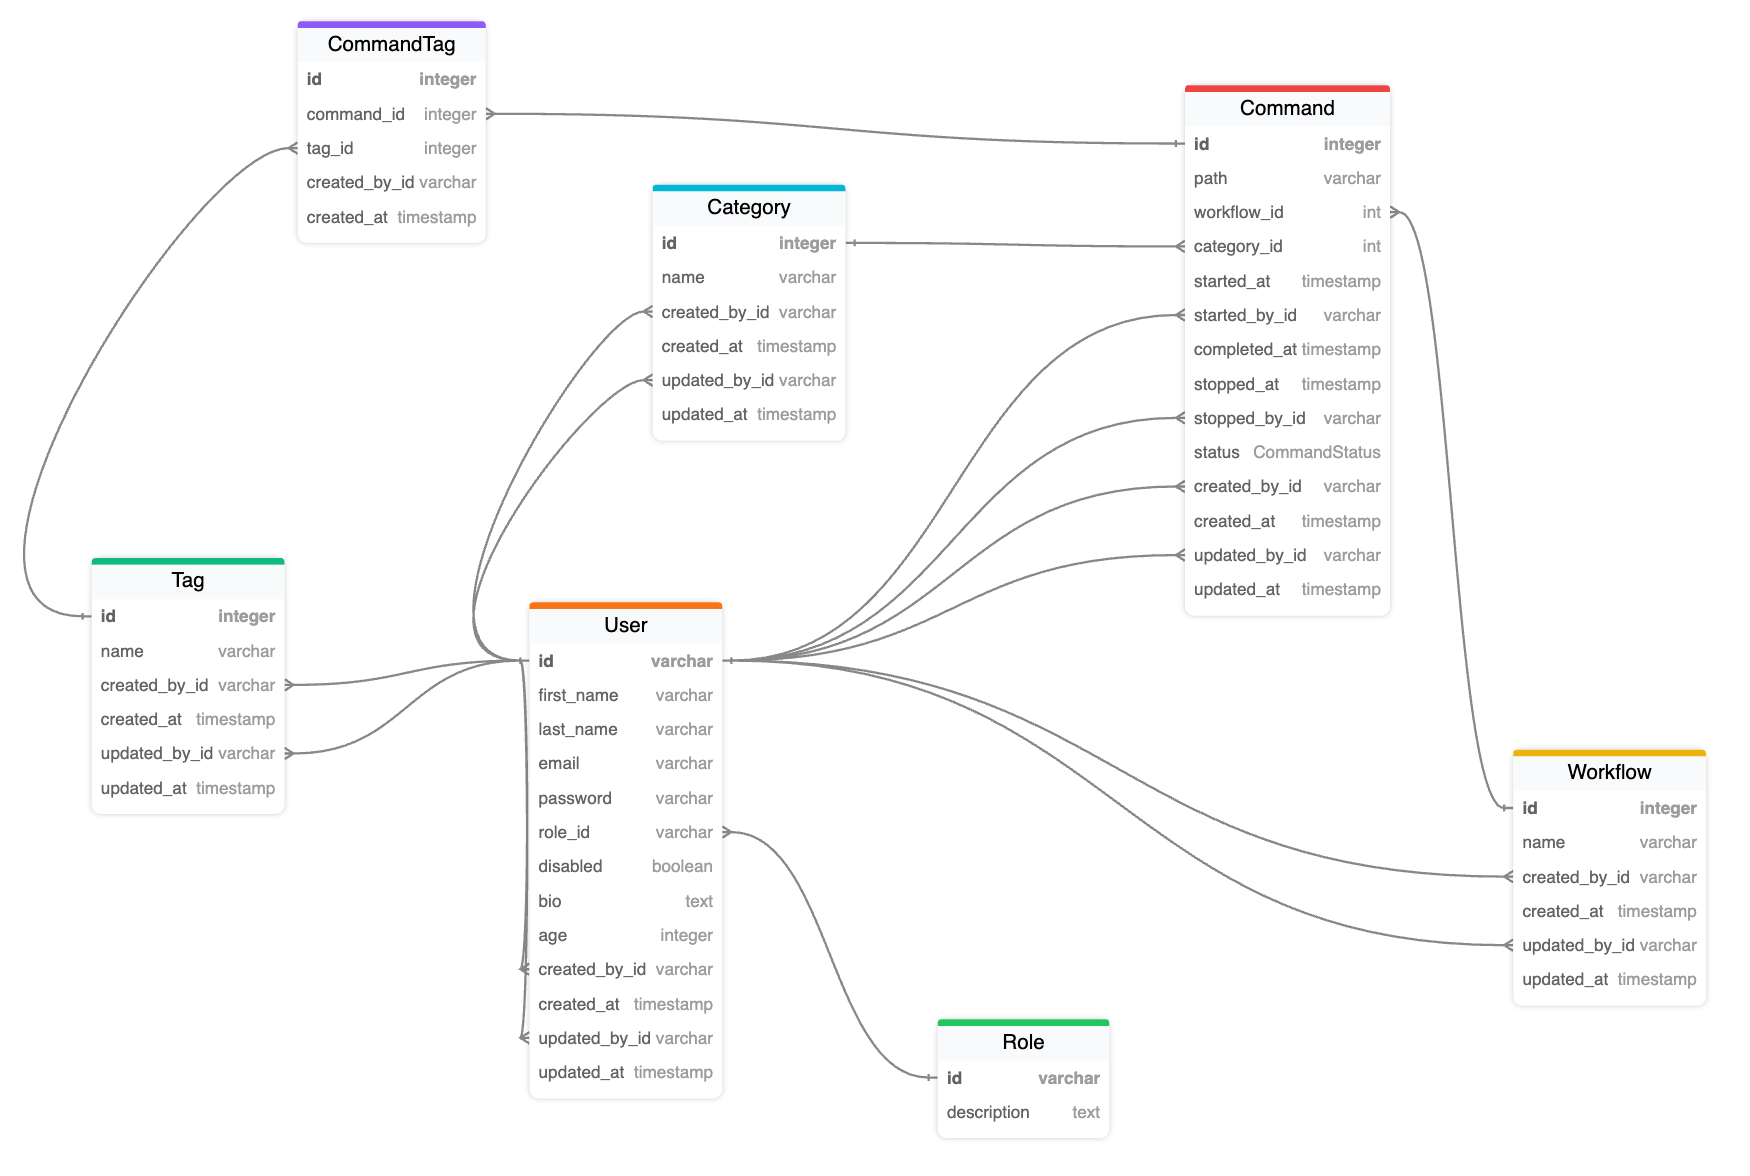 CommandTag
id integer
command_id integer
tag_id integer
created_by_id varchar
created_at timestamp
Command
id integer
path varchar
workflow_id int
category_id int
started_at timestamp
started_by_id varchar
completed_at timestamp
stopped_at timestamp
stopped_by_id varchar
status CommandStatus
created_by_id varchar
created_at timestamp
updated_by_id varchar
updated_at timestamp
Category
id integer
name varchar
created_by_id varchar
created_at timestamp
updated_by_id varchar
updated_at timestamp
Tag
id integer
name varchar
created_by_id varchar
created_at timestamp
updated_by_id varchar
updated_at timestamp
User
id varchar
first_name varchar
last_name varchar
email varchar
password varchar
role_id varchar
disabled boolean
bio text
age integer
created_by_id varchar
created_at timestamp
updated_by_id varchar
updated_at timestamp
Workflow
id integer
name varchar
created_by_id varchar
created_at timestamp
updated_by_id varchar
updated_at timestamp
Role
id varchar
description text